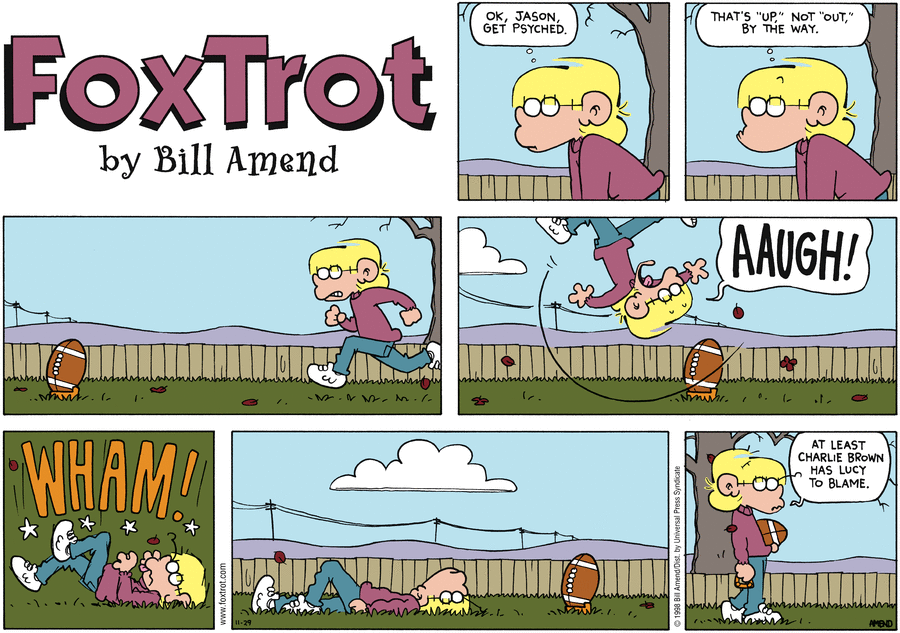 FoxTrot
by Bill Amend
OK, JASON,
GET PSYCHED.
THAT'S "UP," NOT "OUT,"
BY THE WAY.
AAUGH!
WHAM!
www.foxtrot.com
11-29
© 1998 Bill Amend/Dist. by Universal Press Syndicate
AT LEAST
CHARLIE BROWN
HAS LUCY
TO BLAME.
AMEND